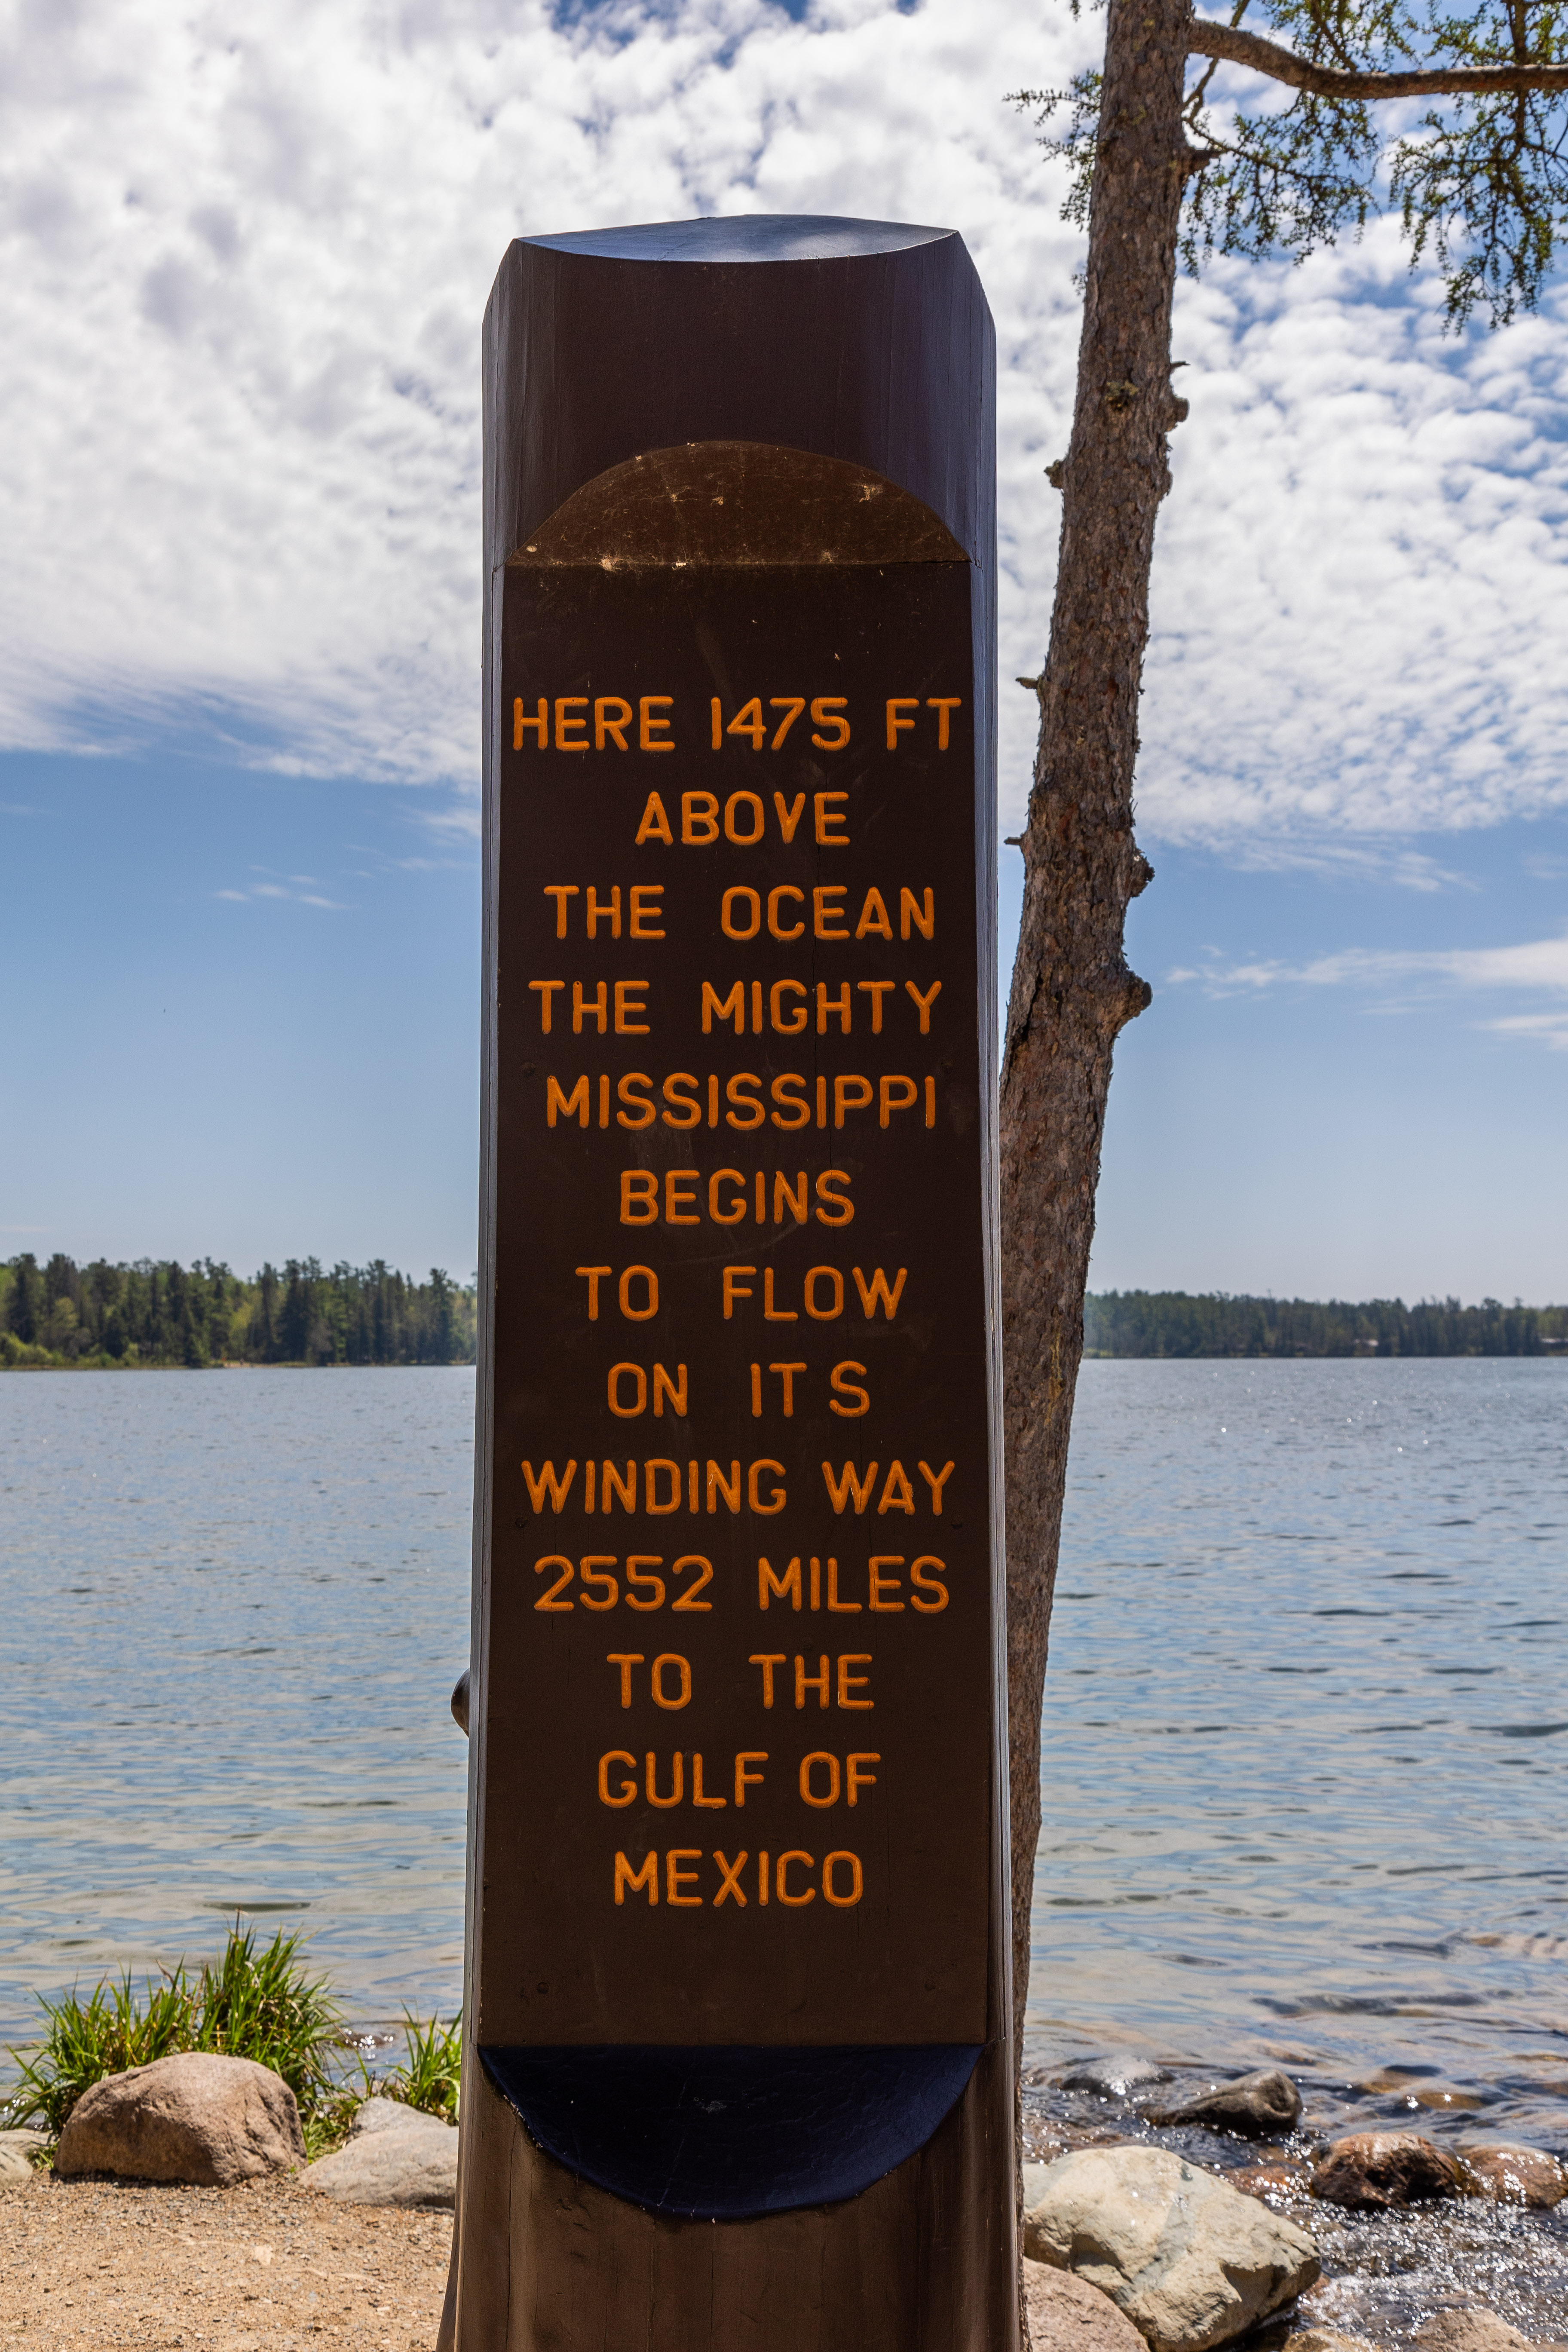 HERE 1475 FT
ABOVE
THE OCEAN
THE MIGHTY
MISSISSIPPI
BEGINS
TO FLOW
ON IT S
WINDING WAY
2552 MILES
TO THE
GULF OF
MEXICO